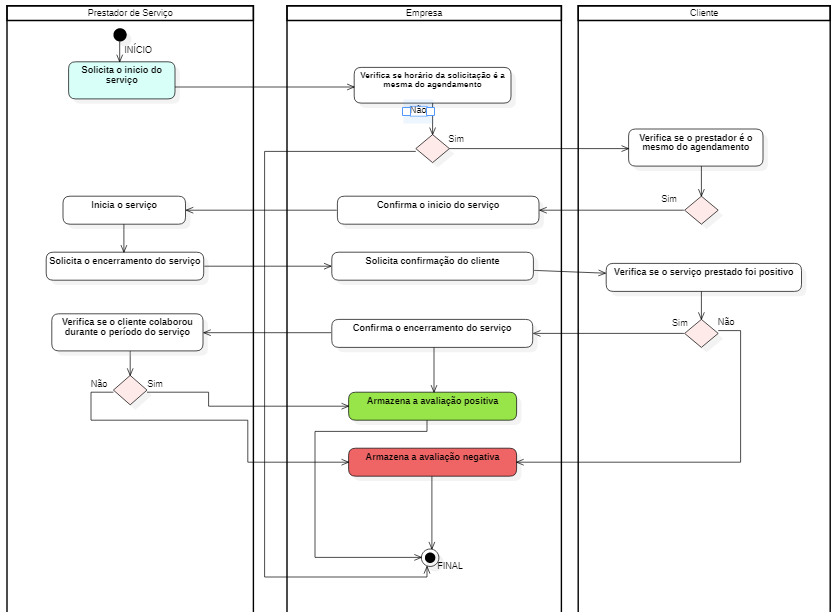 Prestador de Serviço
Empresa
Cliente
INÍCIO
Solicita o inicio do
serviço
Verifica se horário da solicitação é a
mesma do agendamento
Não
Sim
Verifica se o prestador é o
mesmo do agendamento
Sim
Inicia o serviço
Confirma o inicio do serviço
Solicita o encerramento do serviço
Solicita confirmação do cliente
Verifica se o serviço prestado foi positivo
Verifica se o cliente colaborou
durante o período do serviço
Confirma o encerramento do serviço
Sim
Não
Não
Sim
Armazena a avaliação positiva
Armazena a avaliação negativa
FINAL